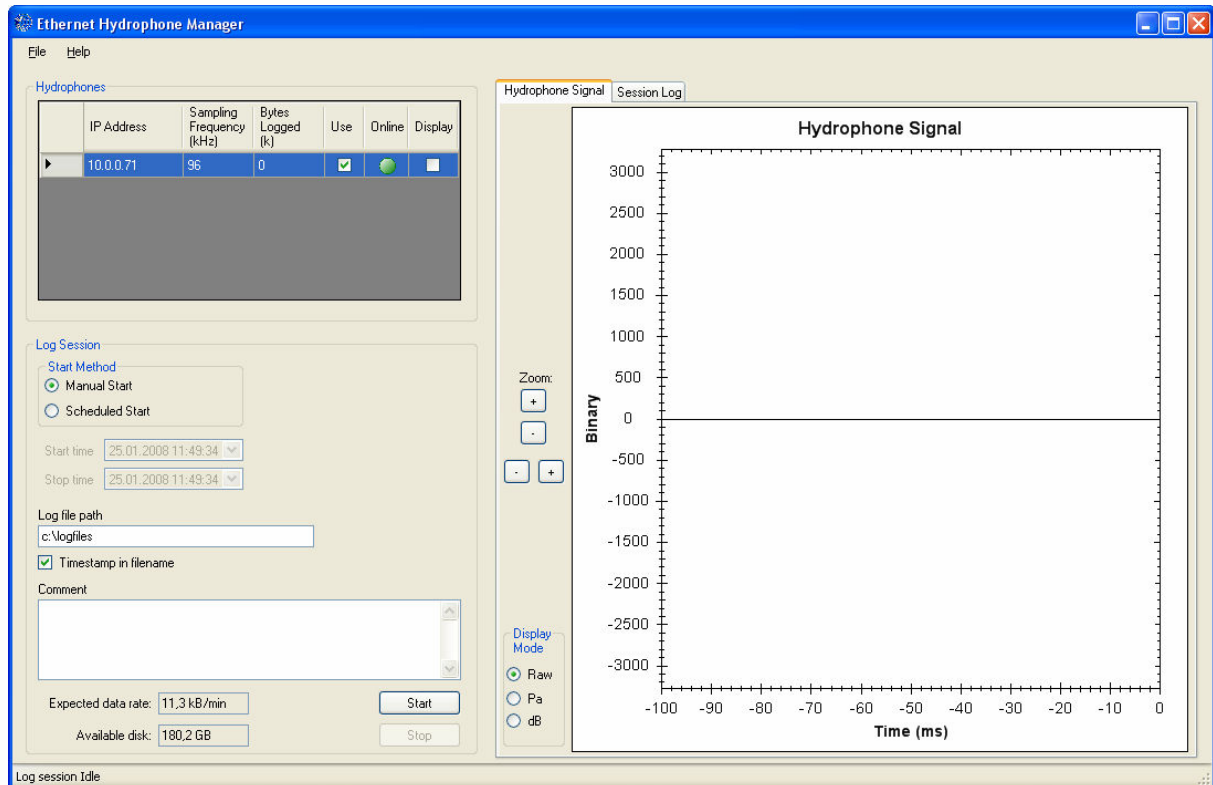 Ethernet Hydrophone Manager
File Help
Hydrophones
IP Address Sampling Frequency (kHz) Bytes Logged (k) Use Online Display
10.0.0.71 96 0
Log Session
Start Method
Manual Start
Scheduled Start
Start time 25.01.2008 11:49:34
Stop time 25.01.2008 11:49:34
Log file path
c:\logfiles
Timestamp in filename
Comment
Expected data rate: 11,3 kB/min Start
Available disk: 180,2 GB Stop
Hydrophone Signal Session Log
Zoom:
+
-
- +
Display Mode
Raw
Pa
dB
Hydrophone Signal
Binary
3000
2500
2000
1500
1000
500
0
-500
-1000
-1500
-2000
-2500
-3000
-100 -90 -80 -70 -60 -50 -40 -30 -20 -10 0
Time (ms)
Log session Idle